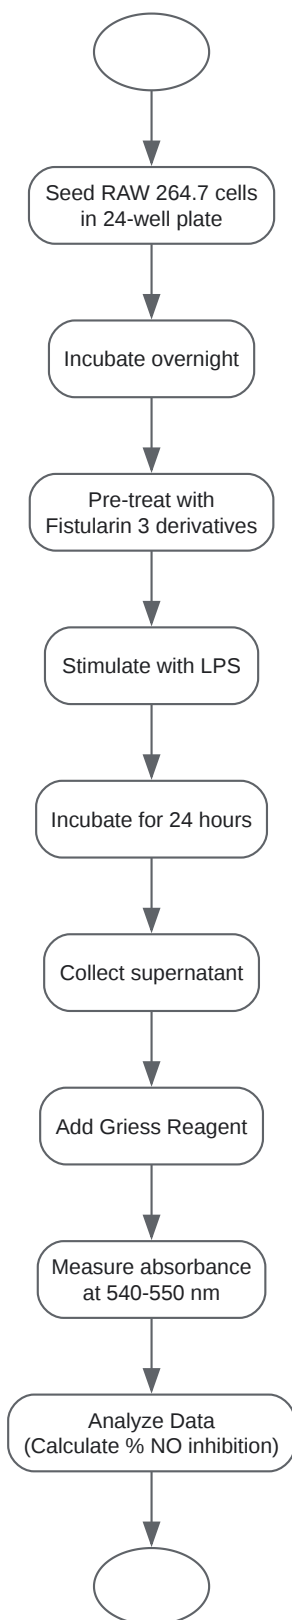 Seed RAW 264.7 cells
in 24-well plate
Incubate overnight
Pre-treat with
Fistularin 3 derivatives
Stimulate with LPS
Incubate for 24 hours
Collect supernatant
Add Griess Reagent
Measure absorbance
at 540-550 nm
Analyze Data
(Calculate % NO inhibition)